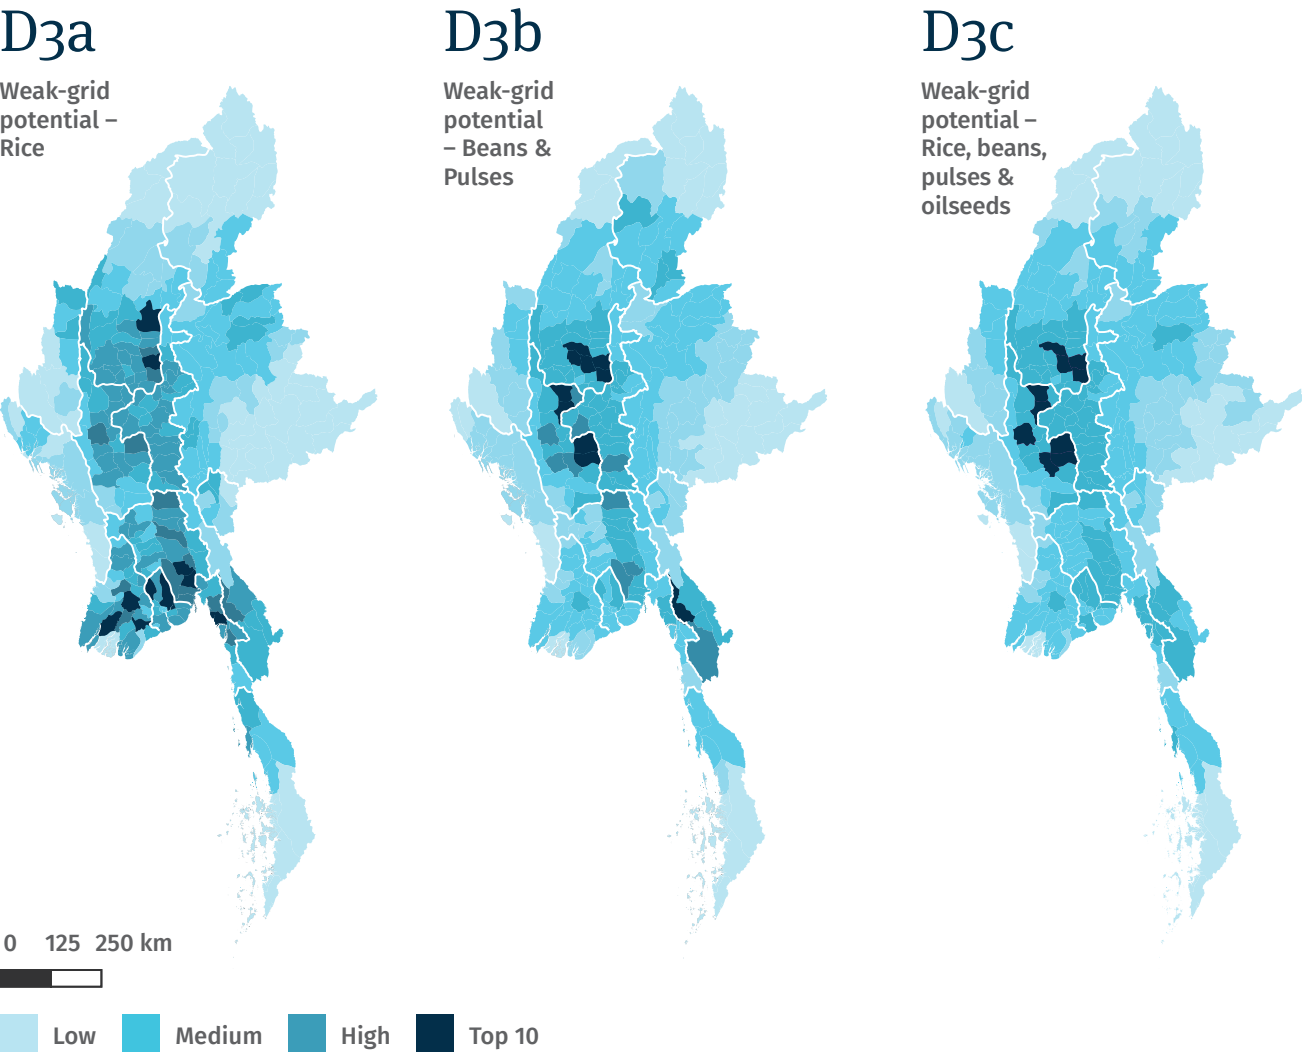 D3a
Weak-grid
potential –
Rice
D3b
Weak-grid
potential
– Beans &
Pulses
D3c
Weak-grid
potential –
Rice, beans,
pulses &
oilseeds
0 125 250 km
Low Medium High Top 10